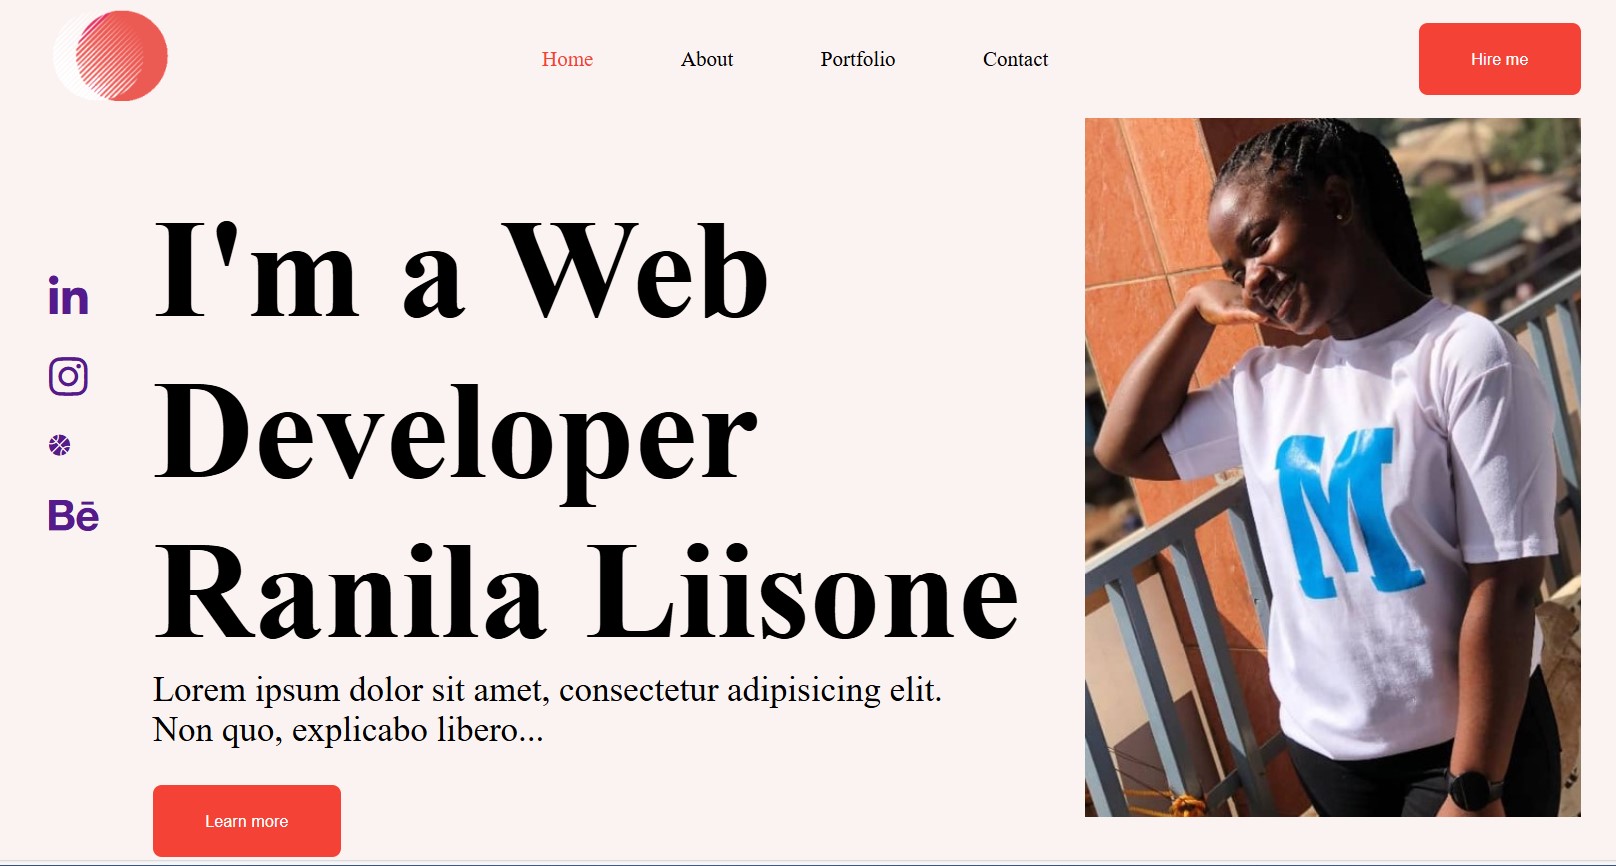 Home About Portfolio Contact Hire me
I'm a Web
Developer
Ranila Liisone
in
Bē
Lorem ipsum dolor sit amet, consectetur adipisicing elit.
Non quo, explicabo libero...
Learn more
M